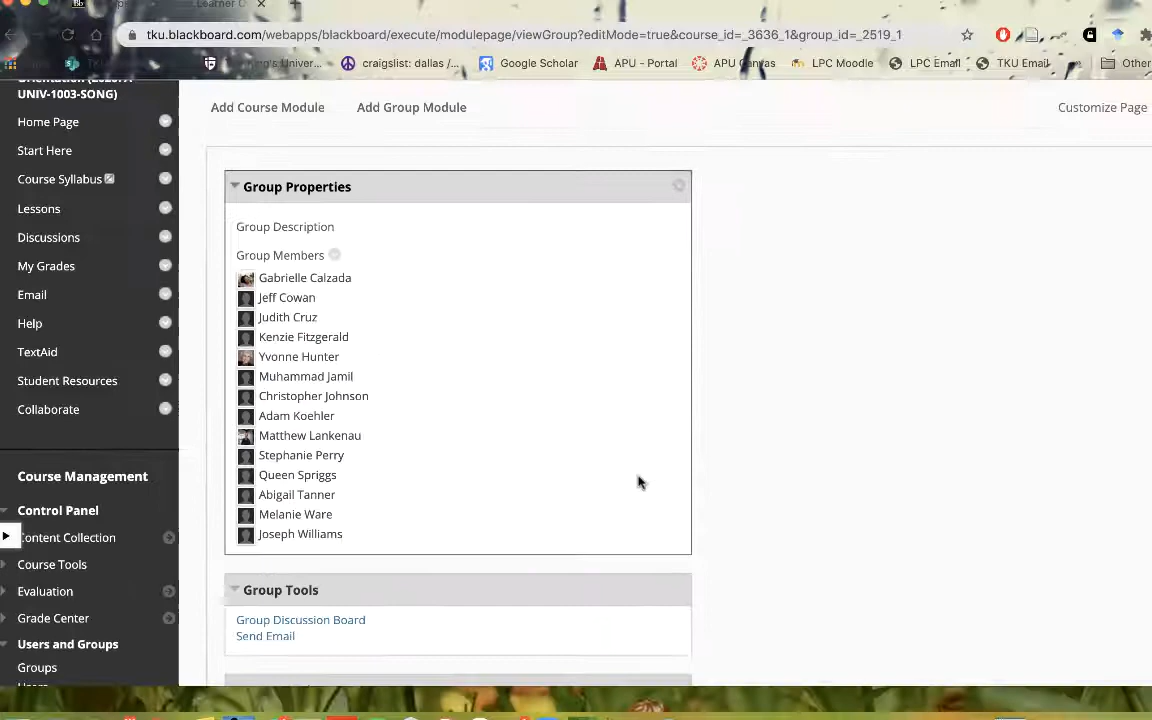 Bb
Learner
tku.blackboard.com/webapps/blackboard/execute/modulepage/viewGroup?editMode=true&course_id=_3636_1&group_id=_2519_1
craigslist: dallas /... Google Scholar APU - Portal APU Canvas LPC Moodle LPC Email TKU Email Other
UNIV-1003-SONG)
Home Page
Start Here
Course Syllabus
Lessons
Discussions
My Grades
Email
Help
TextAid
Student Resources
Collaborate
Course Management
Control Panel
Content Collection
Course Tools
Evaluation
Grade Center
Users and Groups
Groups
Add Course Module Add Group Module Customize Page
Group Properties
Group Description
Group Members
Gabrielle Calzada
Jeff Cowan
Judith Cruz
Kenzie Fitzgerald
Yvonne Hunter
Muhammad Jamil
Christopher Johnson
Adam Koehler
Matthew Lankenau
Stephanie Perry
Queen Spriggs
Abigail Tanner
Melanie Ware
Joseph Williams
Group Tools
Group Discussion Board
Send Email